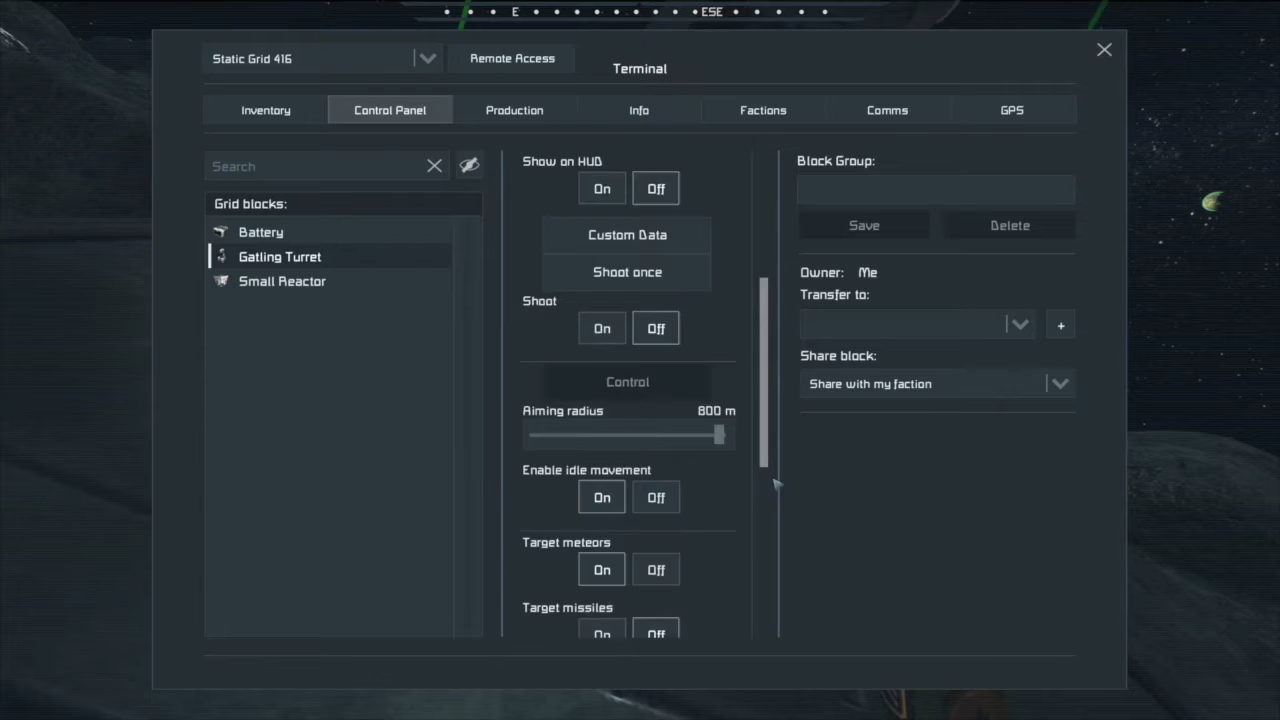 E ESE
Static Grid 416
Remote Access
Terminal
Inventory
Control Panel
Production
Info
Factions
Comms
GPS
Search
Grid blocks:
Battery
Gatling Turret
Small Reactor
Show on HUD
On Off
Custom Data
Shoot once
Shoot
On Off
Control
Aiming radius 800 m
Enable idle movement
On Off
Target meteors
On Off
Target missiles
On Off
Block Group:
Save Delete
Owner: Me
Transfer to:
+
Share block:
Share with my faction